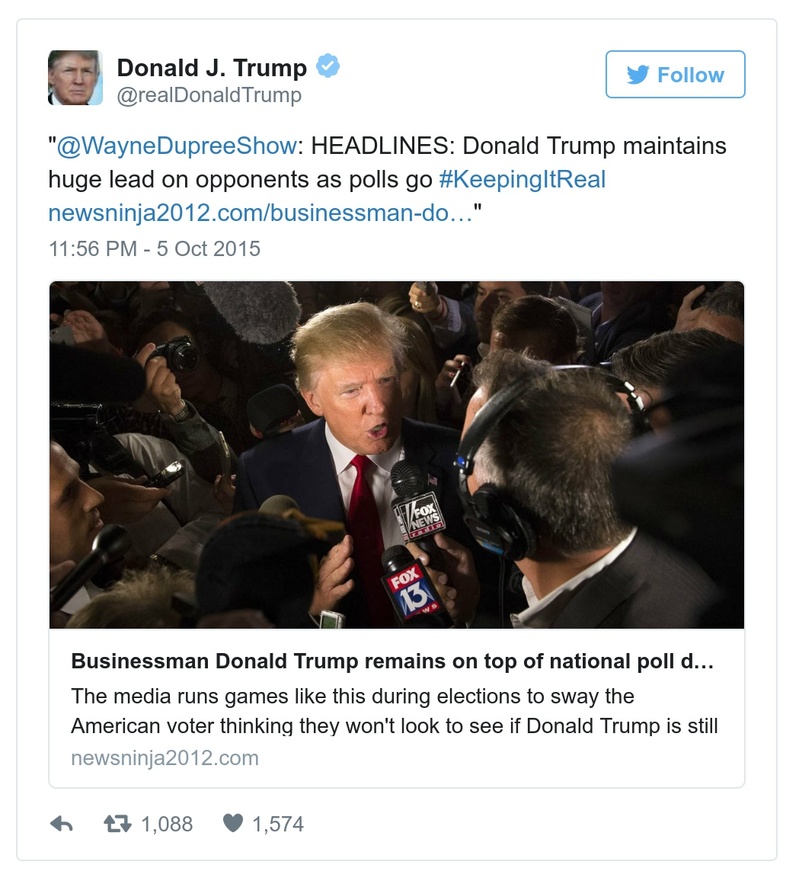 Donald J. Trump
@realDonaldTrump
Follow
"@WayneDupreeShow: HEADLINES: Donald Trump maintains
huge lead on opponents as polls go #KeepingItReal
newsninja2012.com/businessman-do…"
11:56 PM - 5 Oct 2015
FOX
NEWS
radio
FOX
13
NEWS
Businessman Donald Trump remains on top of national poll d…
The media runs games like this during elections to sway the
American voter thinking they won't look to see if Donald Trump is still
newsninja2012.com
1,088
1,574